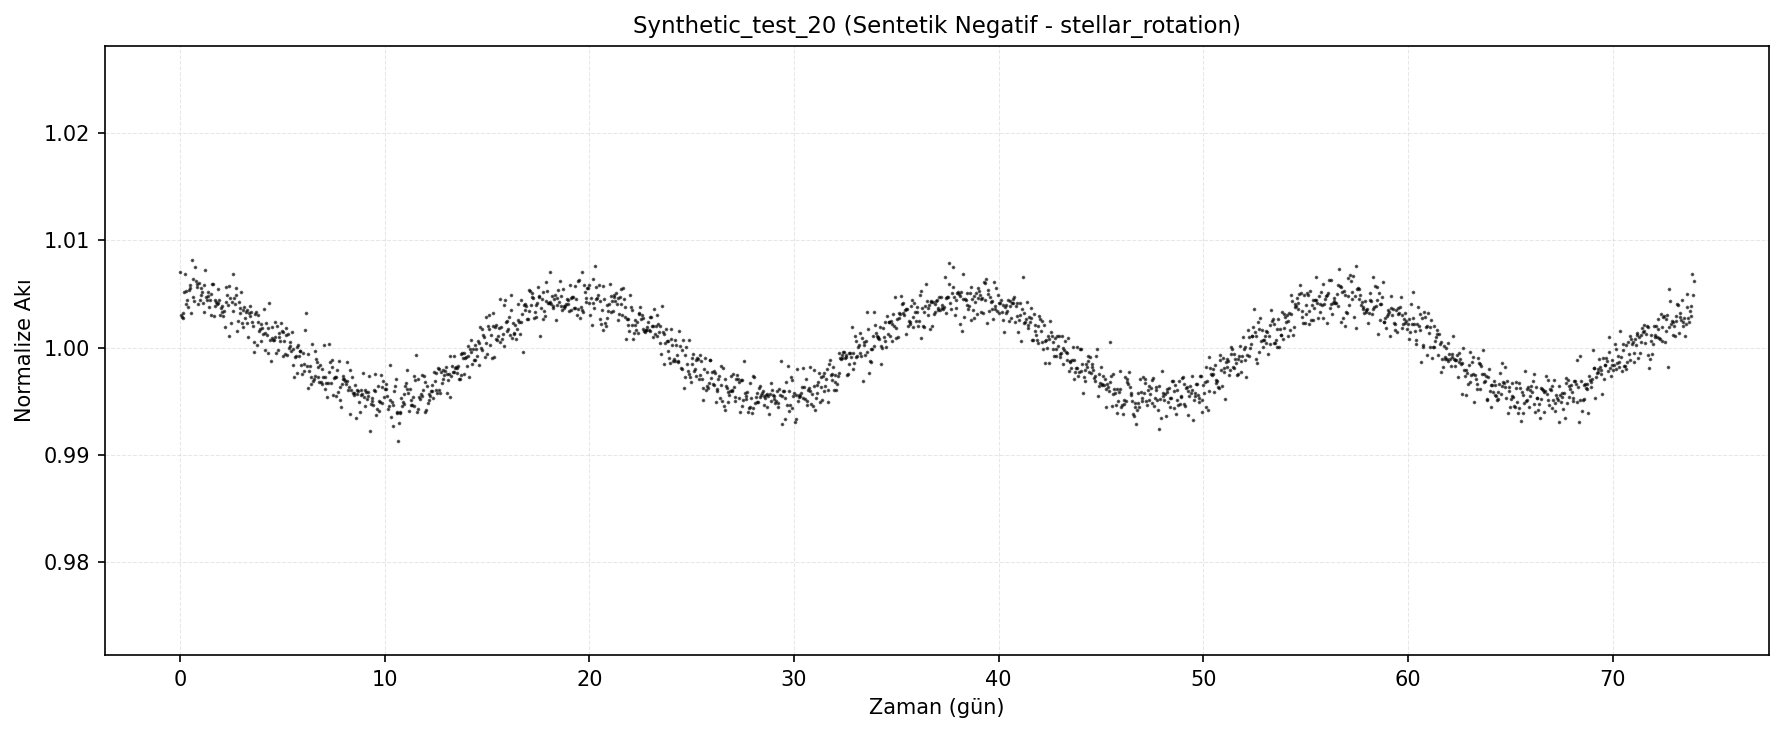 Synthetic_test_20 (Sentetik Negatif - stellar_rotation)
Normalize Akı
1.02
1.01
1.00
0.99
0.98
0 10 20 30 40 50 60 70
Zaman (gün)